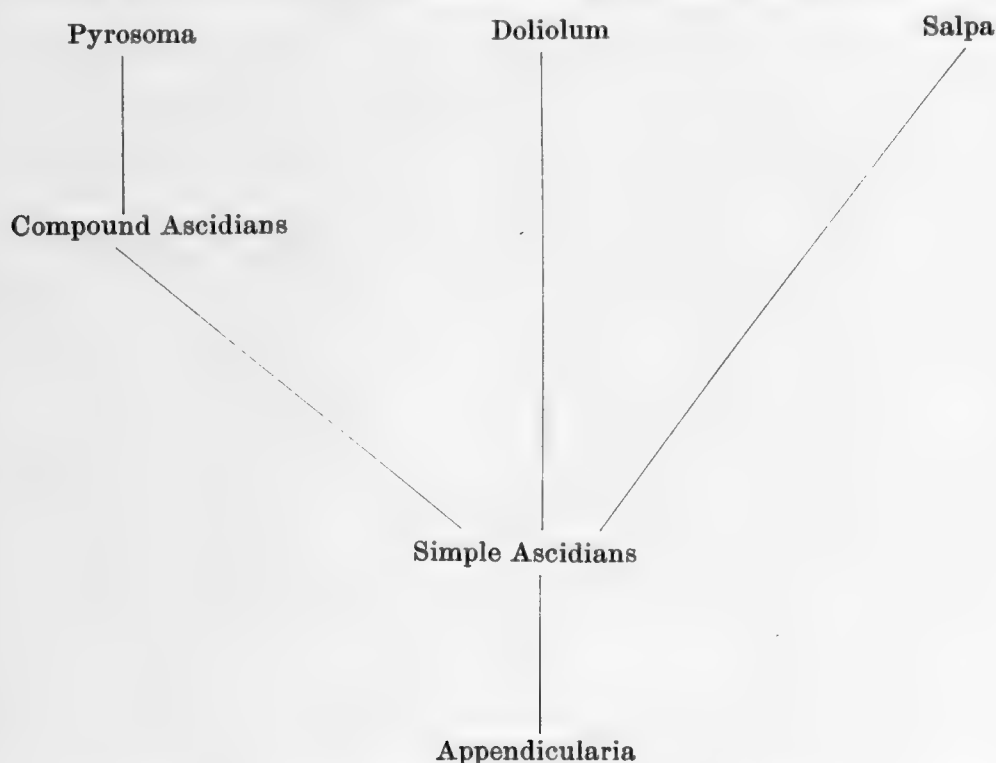 Pyrosoma Doliolum Salpa
Compound Ascidians
Simple Ascidians
Appendicularia